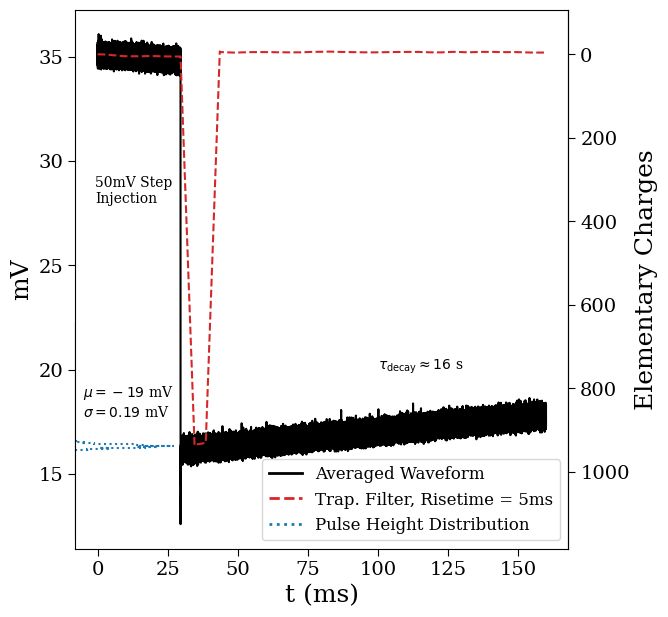 35
30
25
20
15
mV
0
200
400
600
800
1000
Elementary Charges
50mV Step
Injection
τdecay ≈ 16 s
μ = −19 mV
σ = 0.19 mV
Averaged Waveform
Trap. Filter, Risetime = 5ms
Pulse Height Distribution
0 25 50 75 100 125 150
t (ms)